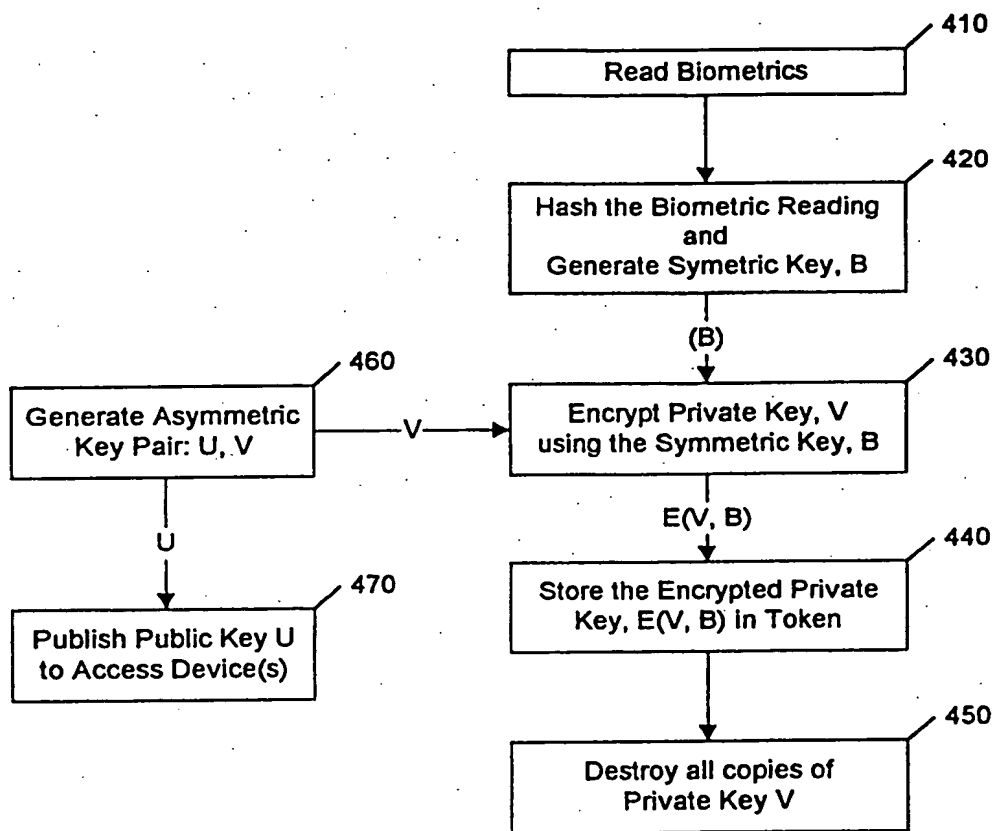 410
Read Biometrics
420
Hash the Biometric Reading
and
Generate Symetric Key, B
(B)
430
Encrypt Private Key, V
using the Symmetric Key, B
460
Generate Asymmetric
Key Pair: U, V
V
E(V, B)
440
Store the Encrypted Private
Key, E(V, B) in Token
U
470
Publish Public Key U
to Access Device(s)
450
Destroy all copies of
Private Key V